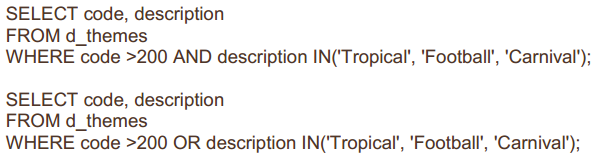 SELECT code, description
FROM d_themes
WHERE code >200 AND description IN('Tropical', 'Football', 'Carnival');
SELECT code, description
FROM d_themes
WHERE code >200 OR description IN('Tropical', 'Football', 'Carnival');